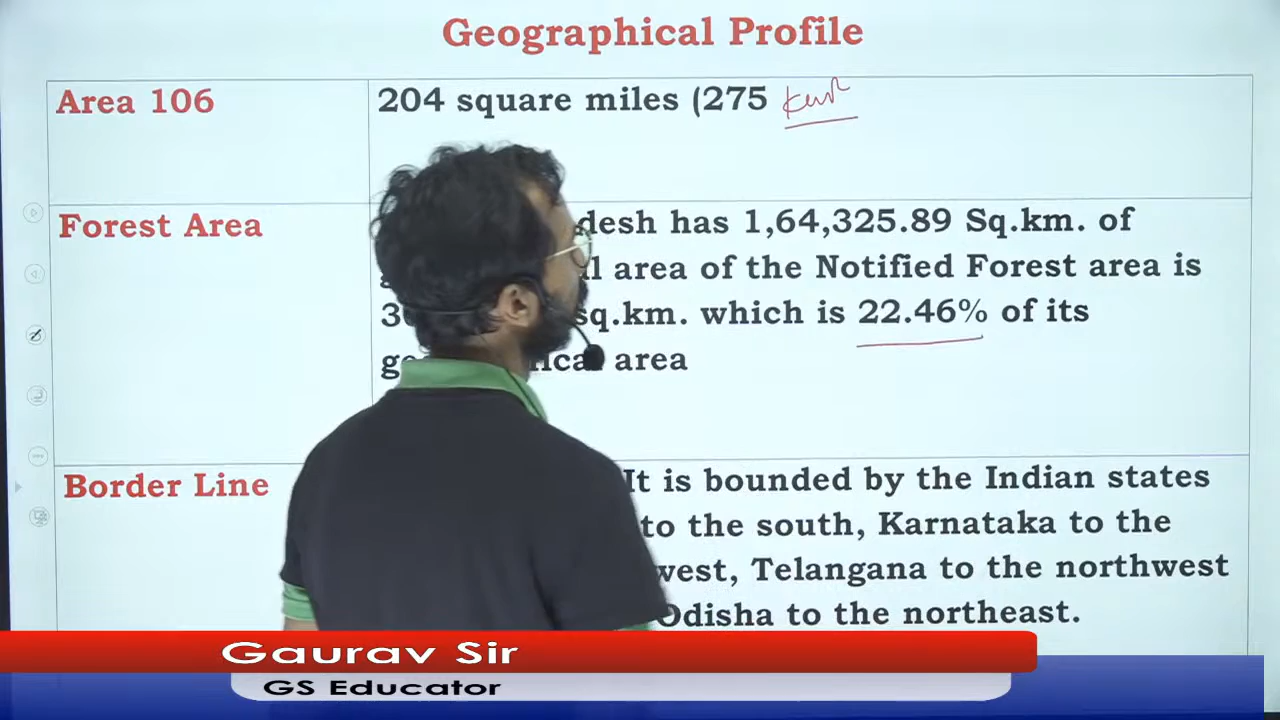 Geographical Profile
Area 106
204 square miles (275
Forest Area
desh has 1,64,325.89 Sq.km. of
area of the Notified Forest area is
sq.km. which is 22.46% of its
area
Border Line
It is bounded by the Indian states
to the south, Karnataka to the
west, Telangana to the northwest
Odisha to the northeast.
Gaurav Sir
GS Educator